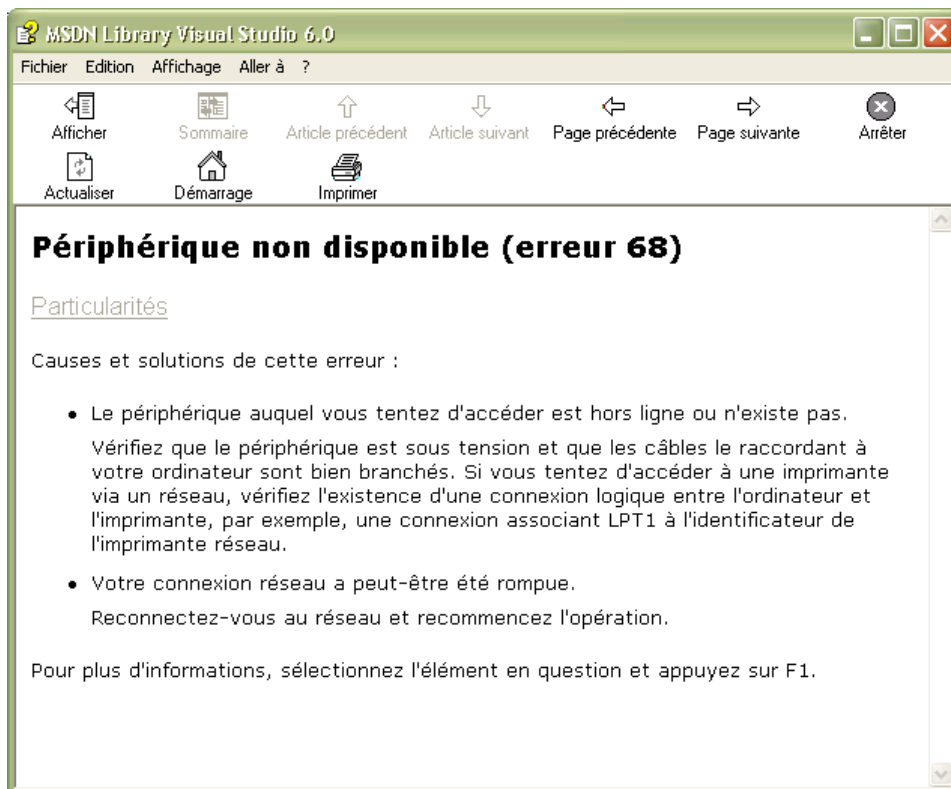 MSDN Library Visual Studio 6.0
Fichier Edition Affichage Aller à ?
Afficher Sommaire Article précédent Article suivant Page précédente Page suivante Arrêter
Actualiser Démarrage Imprimer
Périphérique non disponible (erreur 68)
Particularités
Causes et solutions de cette erreur :
• Le périphérique auquel vous tentez d'accéder est hors ligne ou n'existe pas.
Vérifiez que le périphérique est sous tension et que les câbles le raccordant à
votre ordinateur sont bien branchés. Si vous tentez d'accéder à une imprimante
via un réseau, vérifiez l'existence d'une connexion logique entre l'ordinateur et
l'imprimante, par exemple, une connexion associant LPT1 à l'identificateur de
l'imprimante réseau.
• Votre connexion réseau a peut-être été rompue.
Reconnectez-vous au réseau et recommencez l'opération.
Pour plus d'informations, sélectionnez l'élément en question et appuyez sur F1.